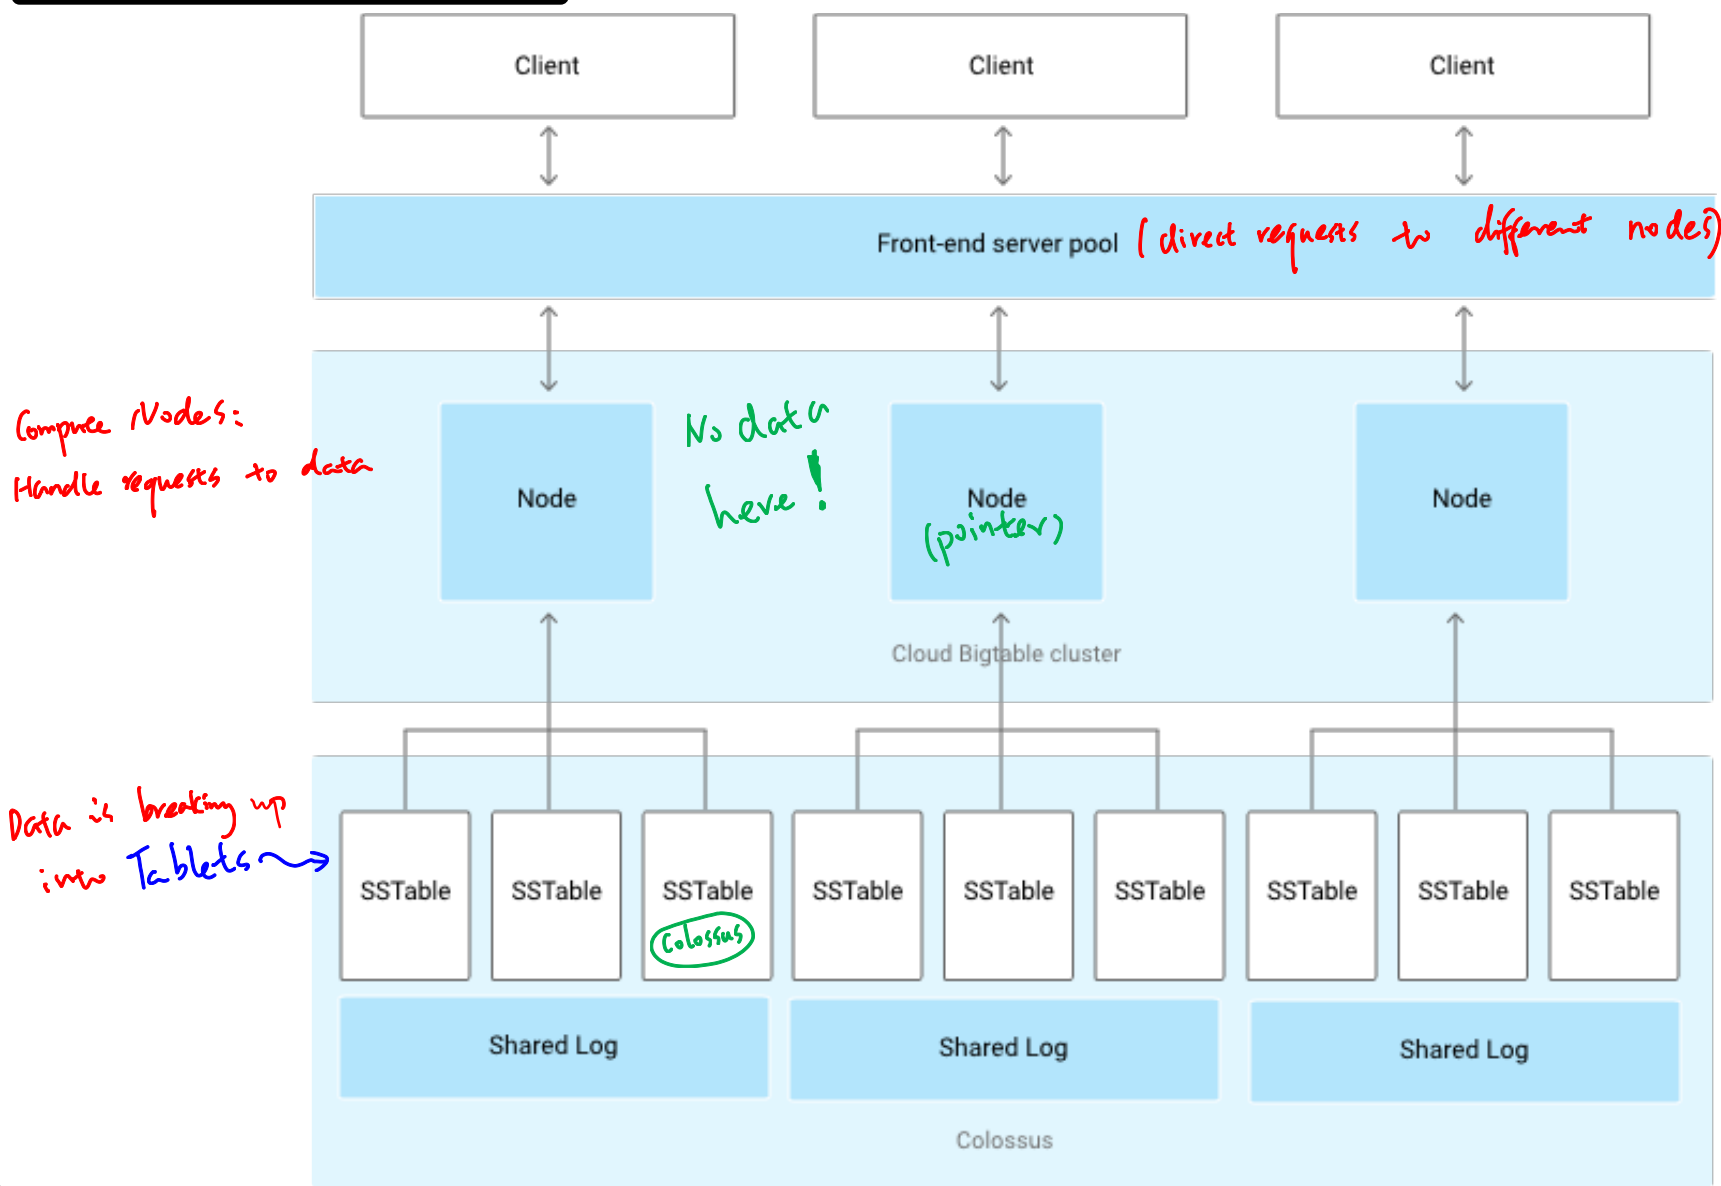 Client
Client
Client
Front-end server pool (direct requests to different nodes)
Compute Nodes:
Handle requests to data
No data
here!
Node
Node
(pointer)
Node
Cloud Bigtable cluster
Data is breaking up
into Tablets
SSTable
SSTable
SSTable
Colossus
SSTable
SSTable
SSTable
SSTable
SSTable
SSTable
Shared Log
Shared Log
Shared Log
Colossus